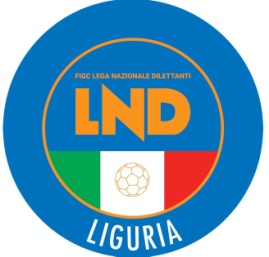 FIGC LEGA NAZIONALE DILETTANTI
LND
LIGURIA